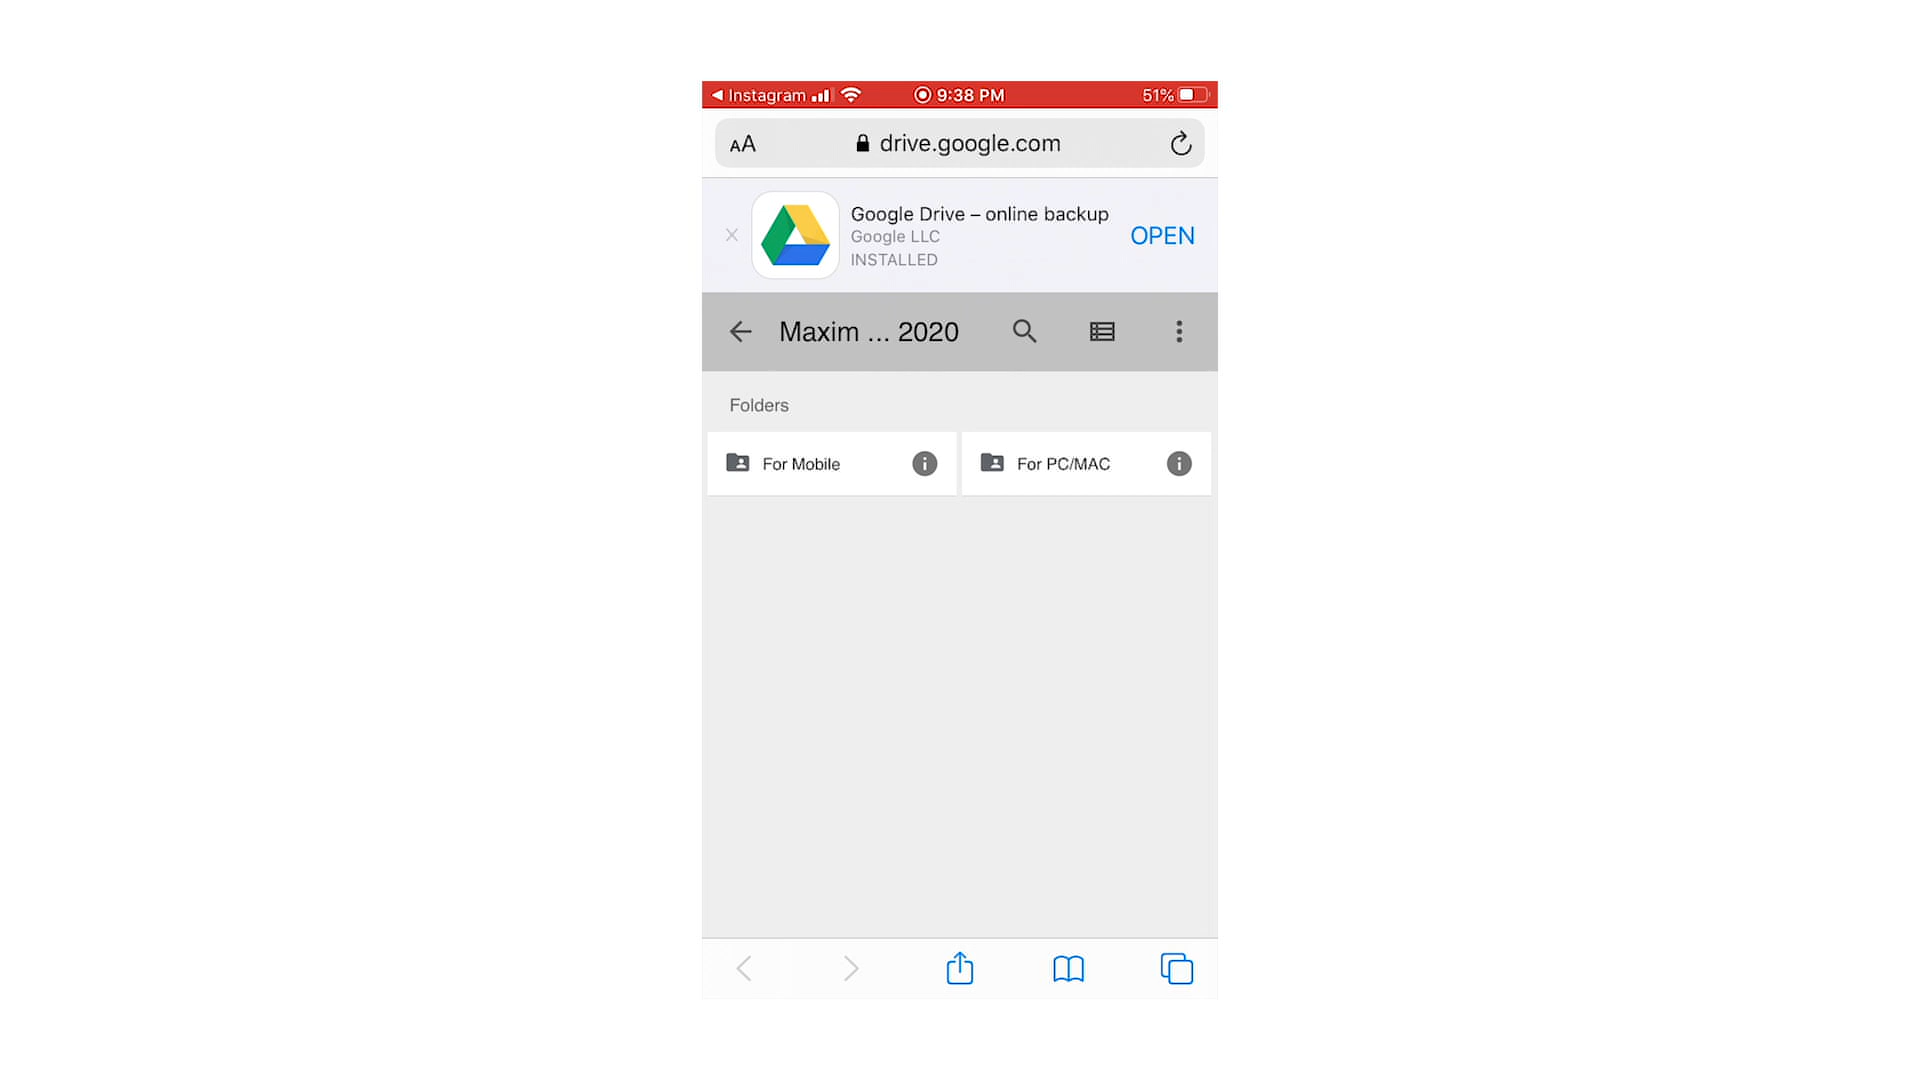 Instagram 9:38 PM 51%
AA drive.google.com
Google Drive – online backup
Google LLC
INSTALLED
OPEN
Maxim ... 2020
Folders
For Mobile
For PC/MAC